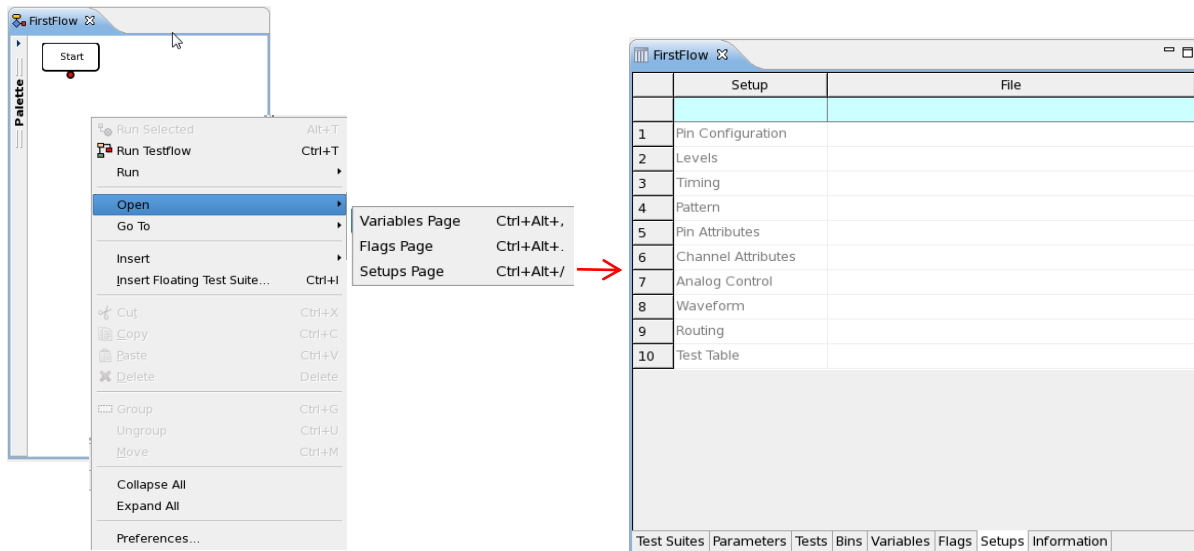 FirstFlow
Palette
Start
Run Selected Alt+T
Run Testflow Ctrl+T
Run
Open
Go To
Insert
Insert Floating Test Suite... Ctrl+I
Cut Ctrl+X
Copy Ctrl+C
Paste Ctrl+V
Delete Delete
Group Ctrl+G
Ungroup Ctrl+U
Move Ctrl+M
Collapse All
Expand All
Preferences...
Variables Page Ctrl+Alt+,
Flags Page Ctrl+Alt+.
Setups Page Ctrl+Alt+/
FirstFlow
Setup File
1 Pin Configuration
2 Levels
3 Timing
4 Pattern
5 Pin Attributes
6 Channel Attributes
7 Analog Control
8 Waveform
9 Routing
10 Test Table
Test Suites Parameters Tests Bins Variables Flags Setups Information